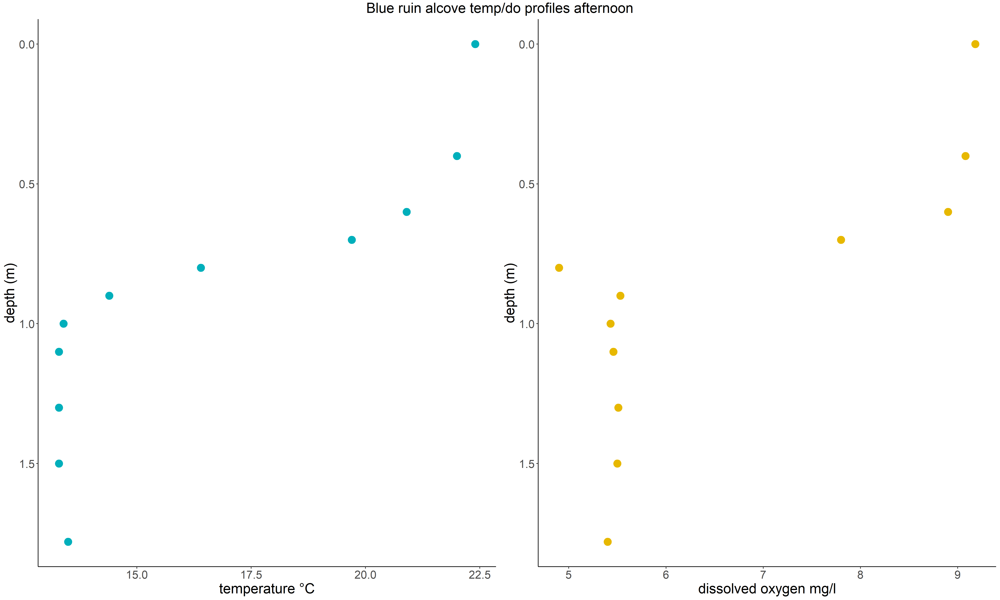 Blue ruin alcove temp/do profiles afternoon
0.0
0.5
1.0
1.5
depth (m)
15.0 17.5 20.0 22.5
temperature °C
0.0
0.5
1.0
1.5
depth (m)
5 6 7 8 9
dissolved oxygen mg/l